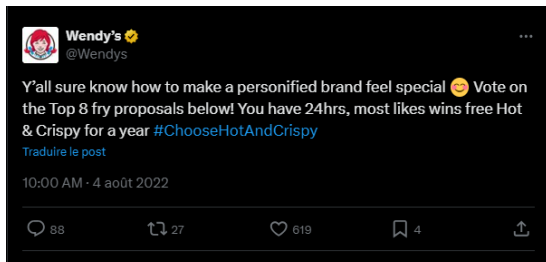 Wendy's
@Wendys
Y'all sure know how to make a personified brand feel special 😊 Vote on
the Top 8 fry proposals below! You have 24hrs, most likes wins free Hot
& Crispy for a year #ChooseHotAndCrispy
Traduire le post
10:00 AM · 4 août 2022
88 27 619 4